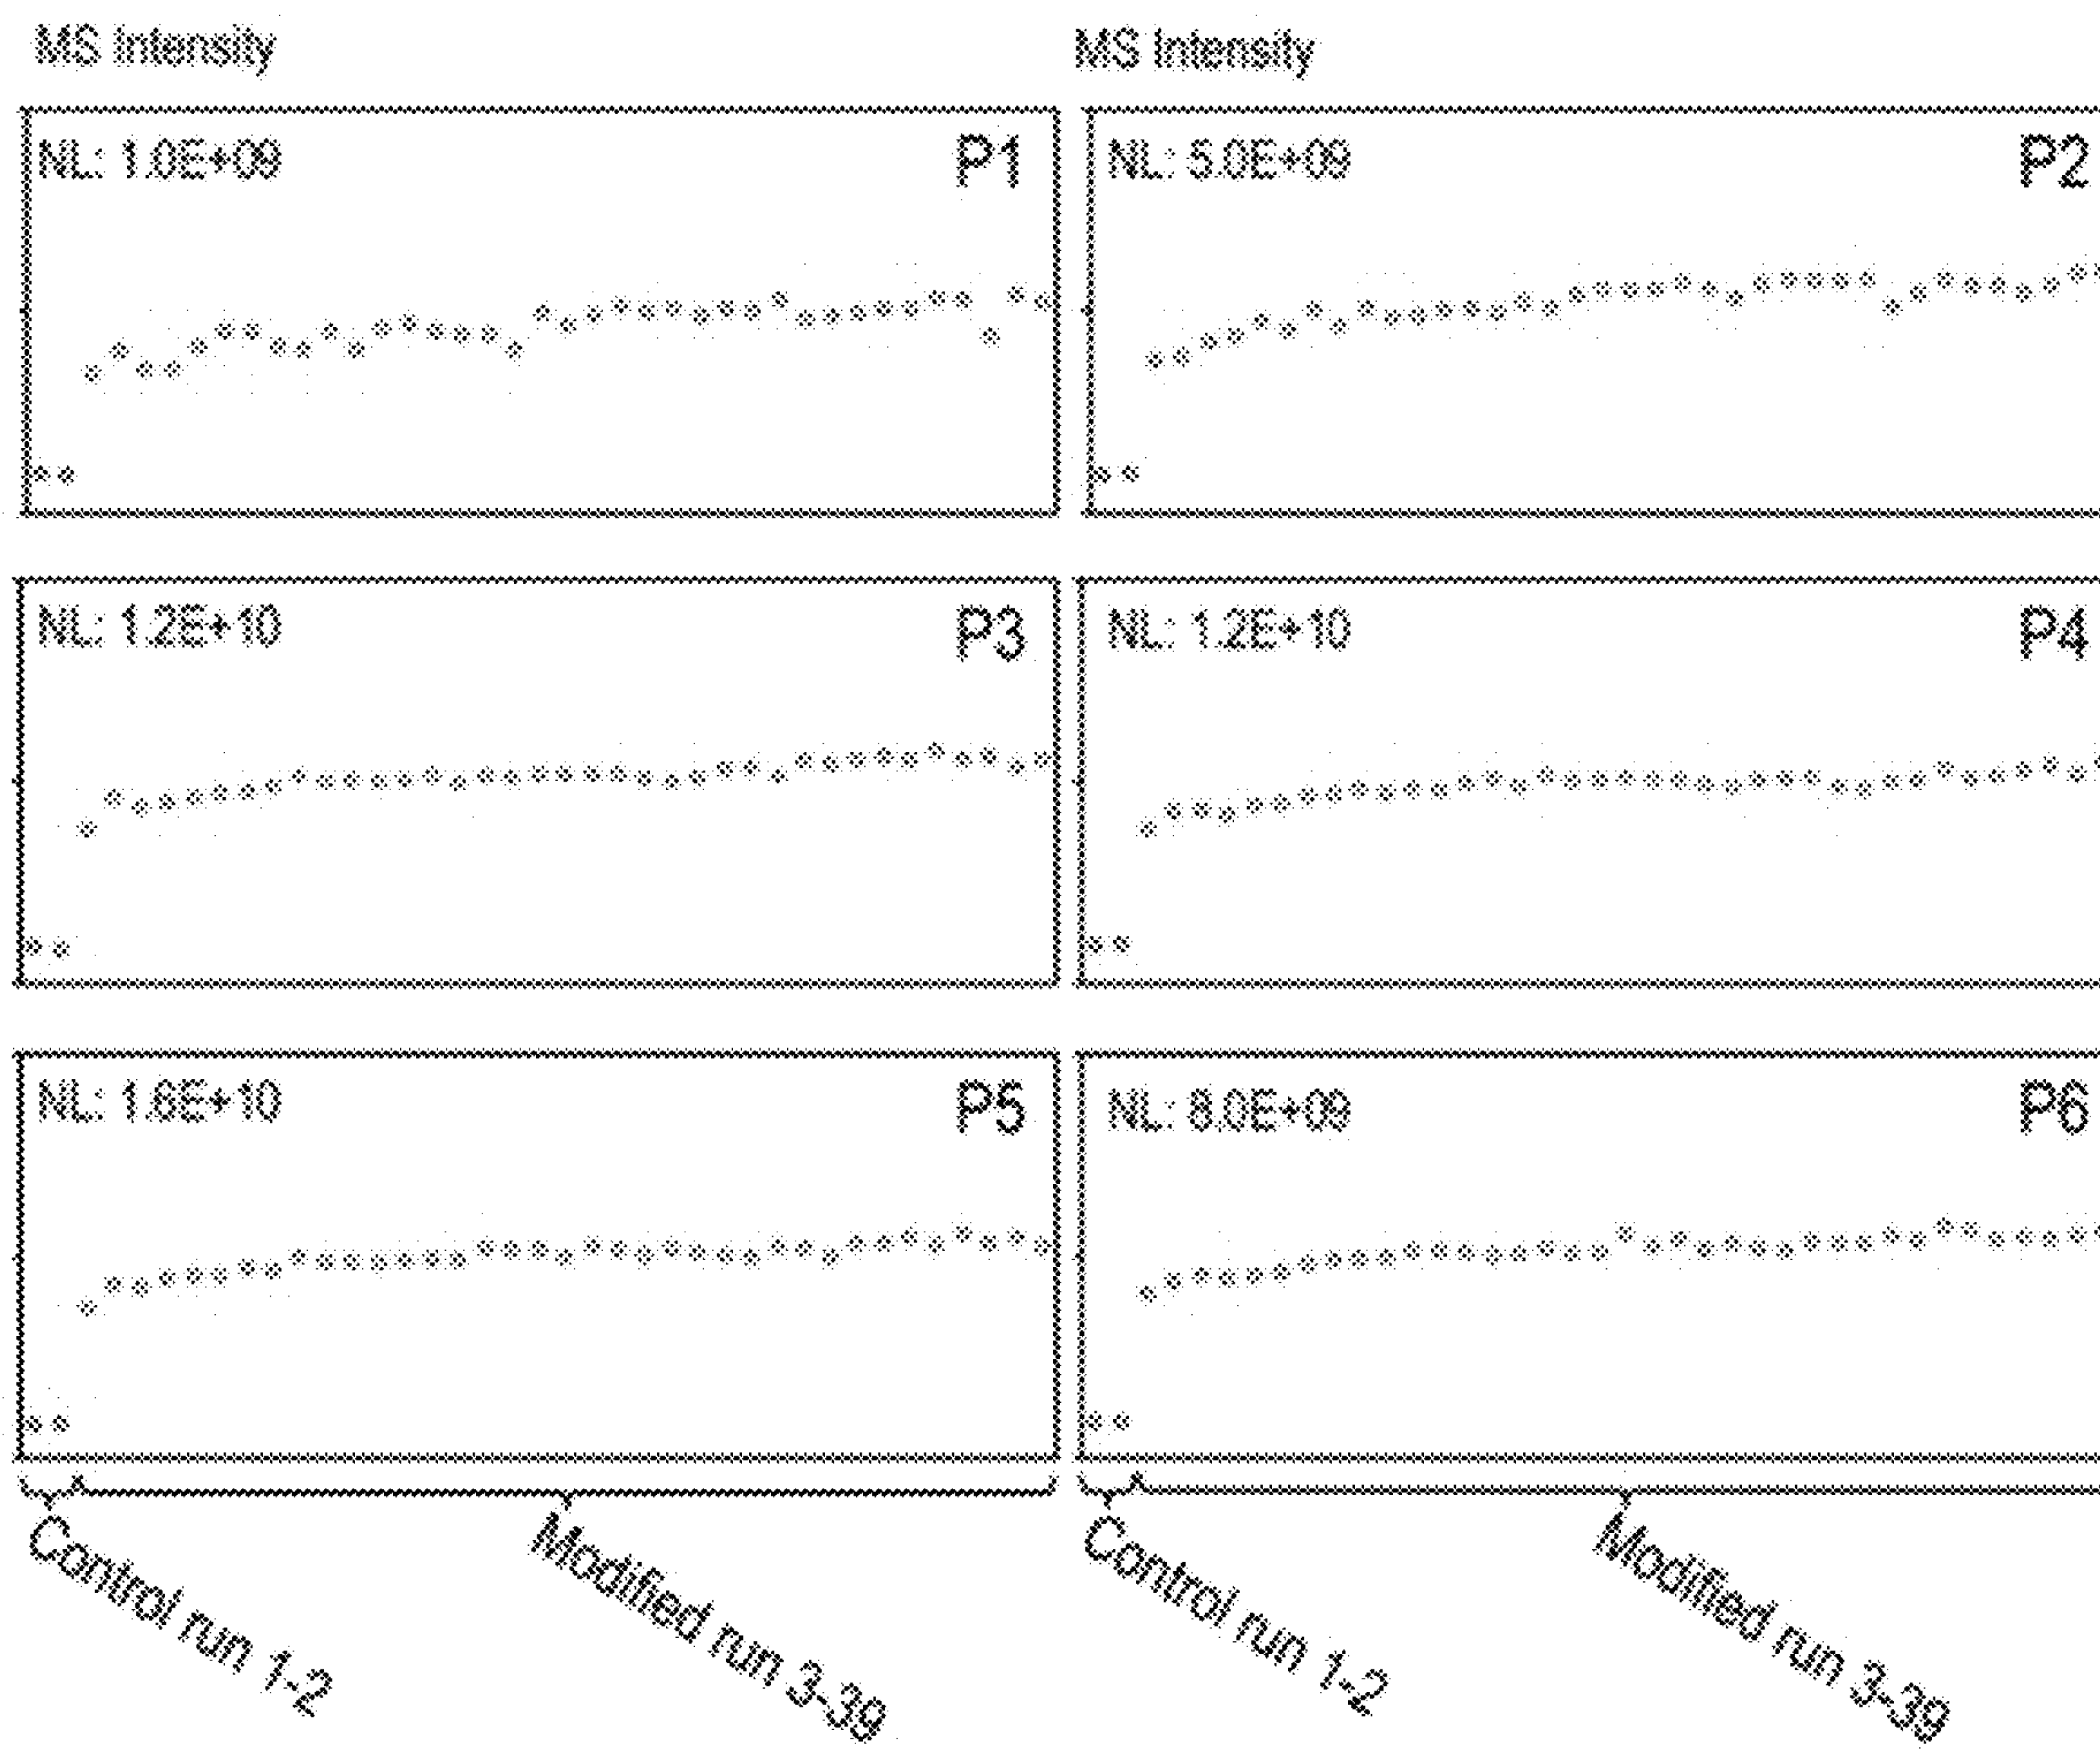 MS Intensity MS Intensity
NL: 1.0E+09 P1 NL: 5.0E+09 P2
NL: 1.2E+10 P3 NL: 1.2E+10 P4
NL: 1.6E+10 P5 NL: 8.0E+09 P6
Control run 1-2 Modified run 3-39 Control run 1-2 Modified run 3-39